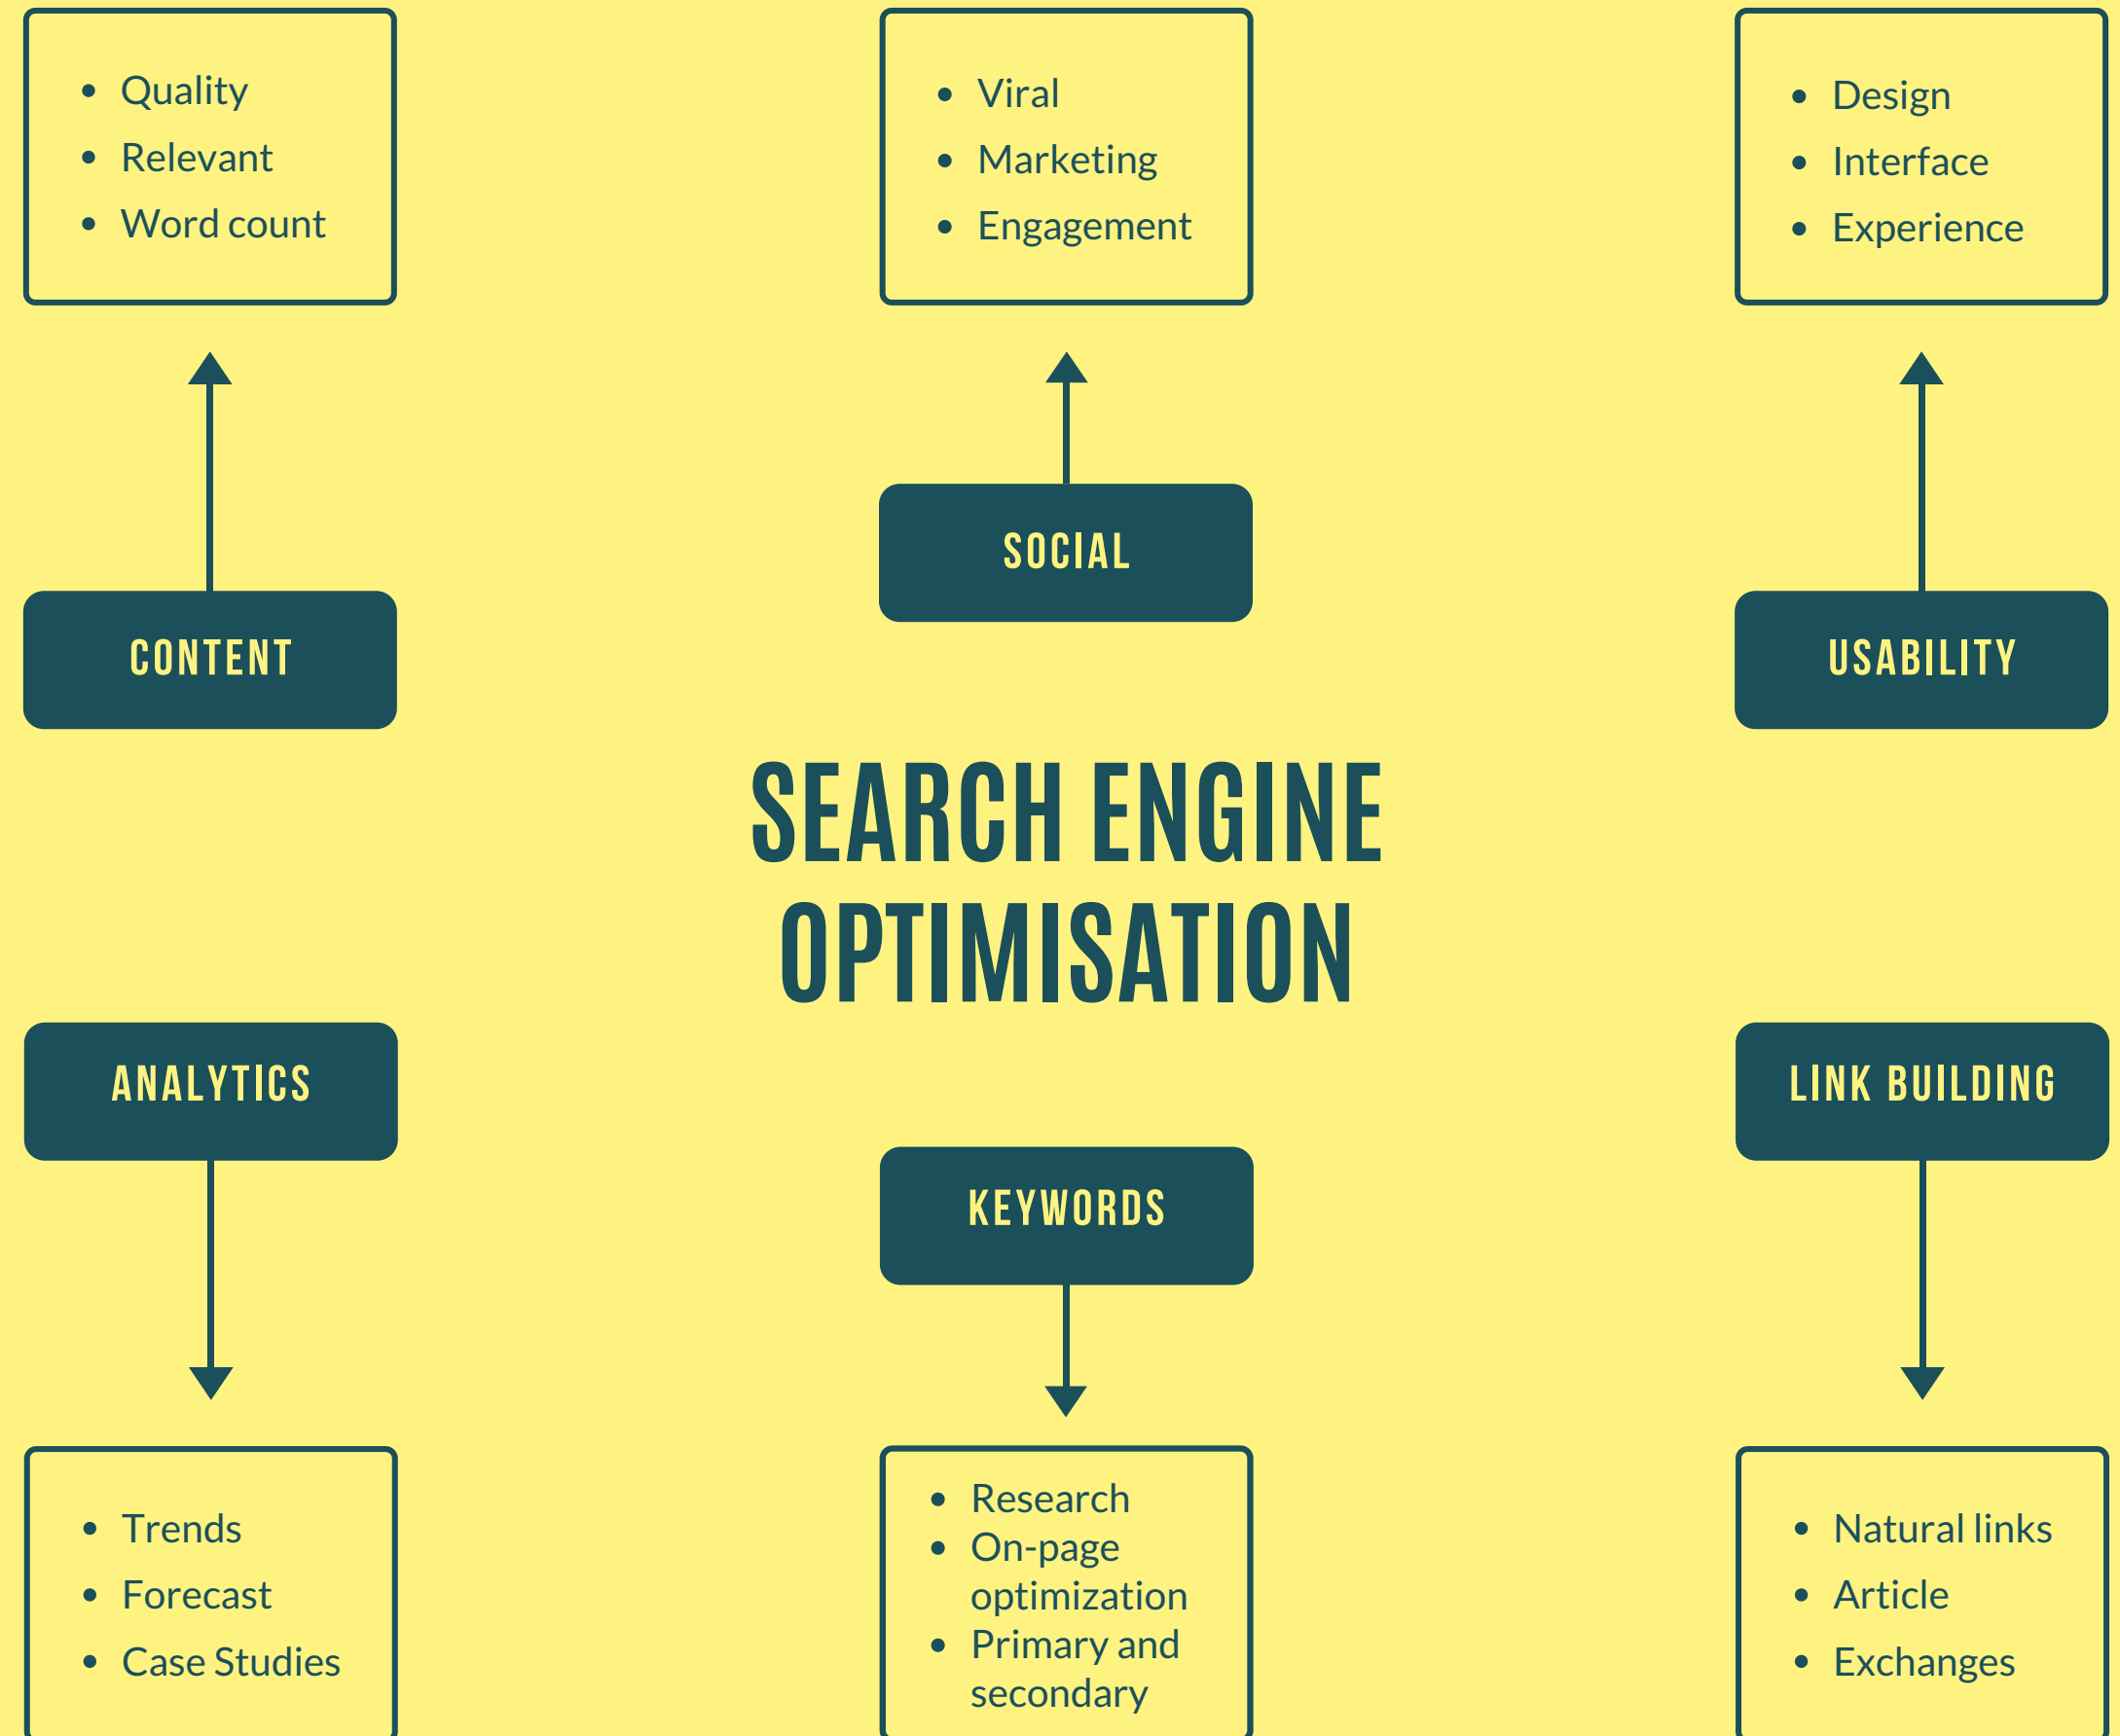 • Quality
• Relevant
• Word count
• Viral
• Marketing
• Engagement
• Design
• Interface
• Experience
CONTENT
SOCIAL
USABILITY
SEARCH ENGINE
OPTIMISATION
ANALYTICS
KEYWORDS
LINK BUILDING
• Trends
• Forecast
• Case Studies
• Research
• On-page
optimization
• Primary and
secondary
• Natural links
• Article
• Exchanges